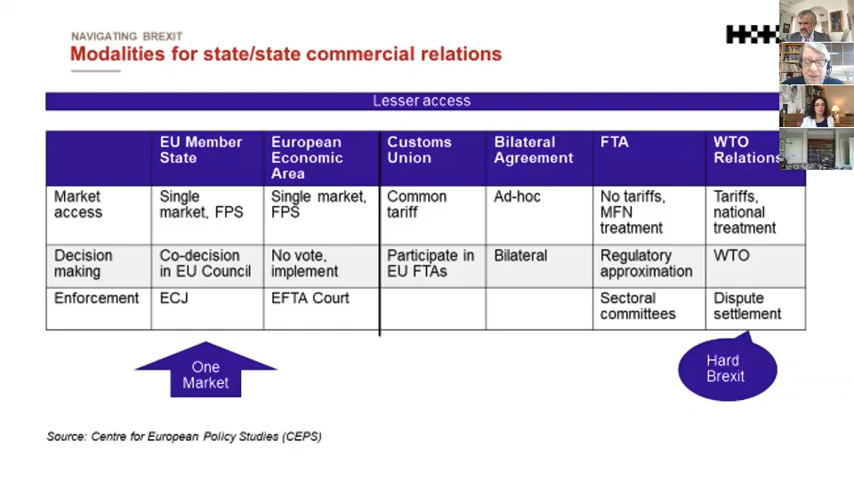 NAVIGATING BREXIT
Modalities for state/state commercial relations
Lesser access
EU Member State
European Economic Area
Customs Union
Bilateral Agreement
FTA
WTO Relations
Market access
Single market, FPS
Single market, FPS
Common tariff
Ad-hoc
No tariffs, MFN treatment
Tariffs, national treatment
Decision making
Co-decision in EU Council
No vote, implement
Participate in EU FTAs
Bilateral
Regulatory approximation
WTO
Enforcement
ECJ
EFTA Court
Sectoral committees
Dispute settlement
One Market
Hard Brexit
Source: Centre for European Policy Studies (CEPS)